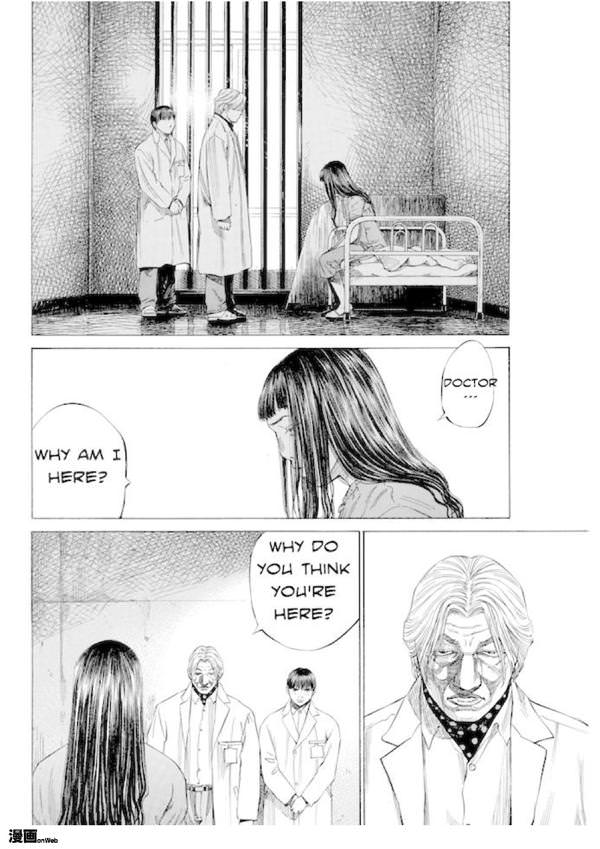 DOCTOR
...
WHY AM I
HERE?
WHY DO
YOU THINK
YOU'RE
HERE?
漫画onWeb